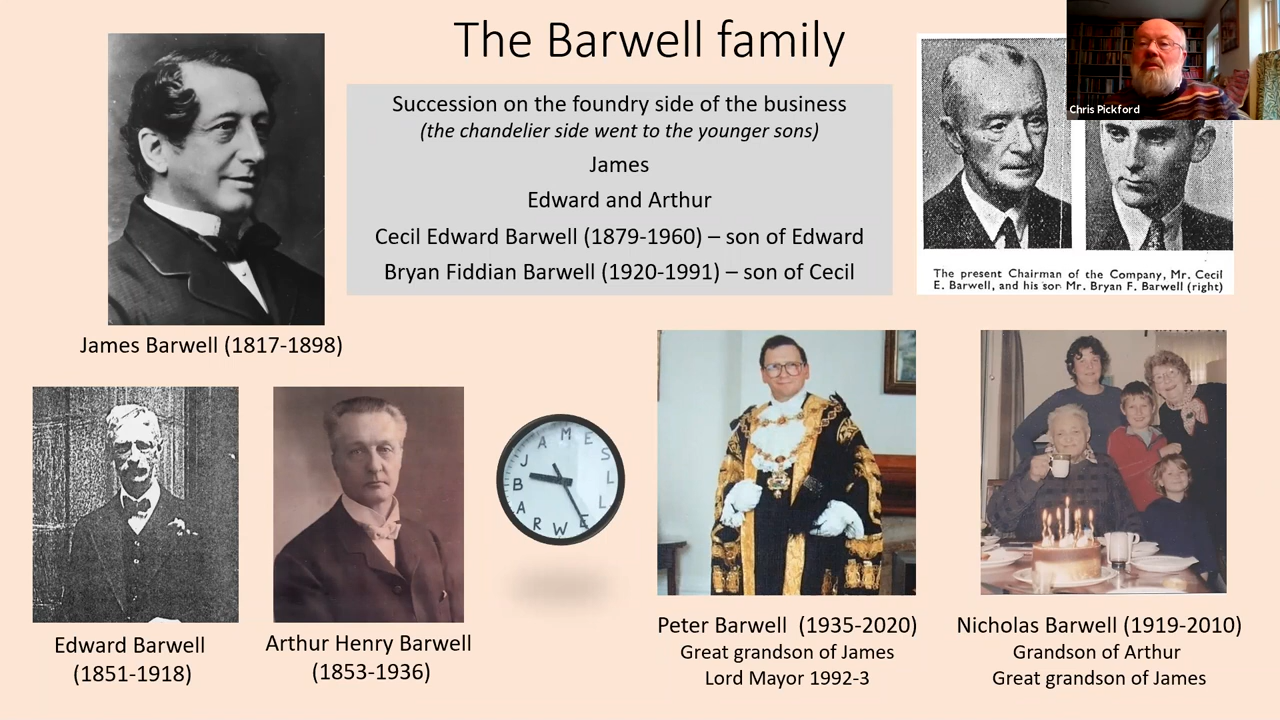 The Barwell family
Chris Pickford
Succession on the foundry side of the business
(the chandelier side went to the younger sons)
James
Edward and Arthur
Cecil Edward Barwell (1879-1960) – son of Edward
Bryan Fiddian Barwell (1920-1991) – son of Cecil
The present Chairman of the Company, Mr. Cecil
E. Barwell, and his son Mr. Bryan F. Barwell (right)
James Barwell (1817-1898)
JAMES BARWELL
Edward Barwell
(1851-1918)
Arthur Henry Barwell
(1853-1936)
Peter Barwell (1935-2020)
Great grandson of James
Lord Mayor 1992-3
Nicholas Barwell (1919-2010)
Grandson of Arthur
Great grandson of James